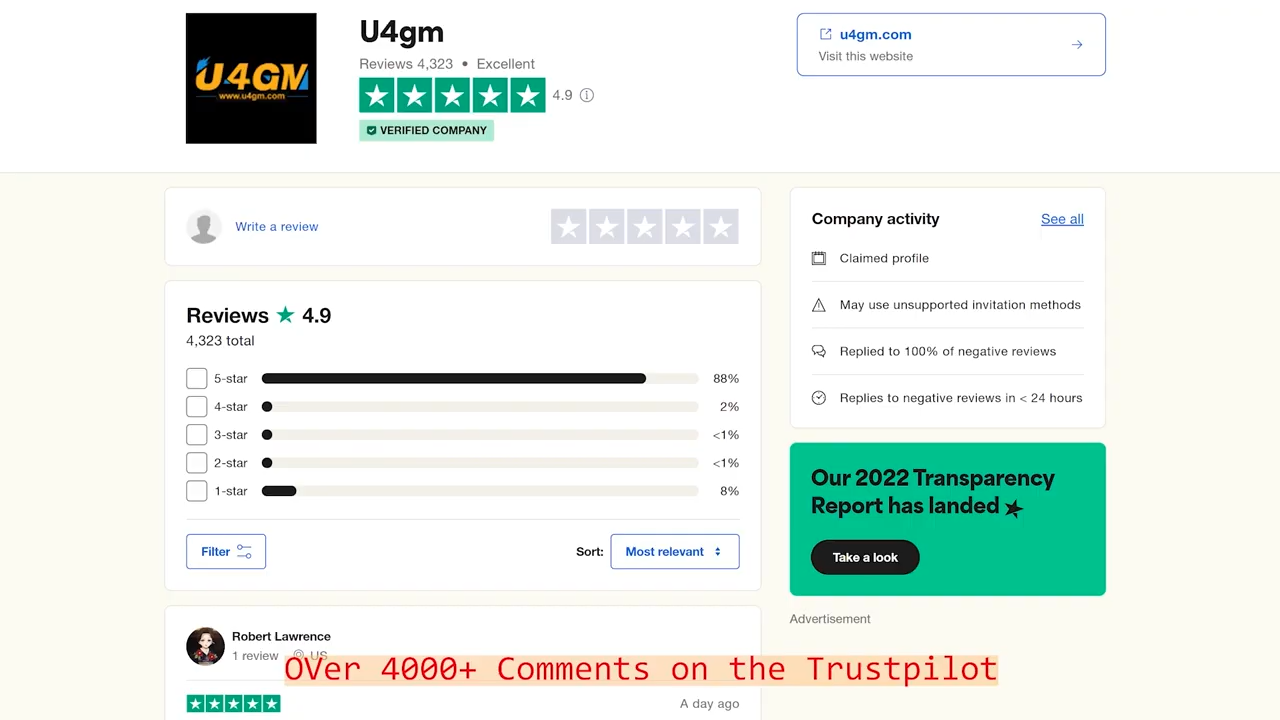 U4GM
www.u4gm.com
U4gm
Reviews 4,323 • Excellent
4.9
VERIFIED COMPANY
u4gm.com
Visit this website
Write a review
Reviews ★ 4.9
4,323 total
5-star 88%
4-star 2%
3-star <1%
2-star <1%
1-star 8%
Filter
Sort: Most relevant
Company activity See all
Claimed profile
May use unsupported invitation methods
Replied to 100% of negative reviews
Replies to negative reviews in < 24 hours
Our 2022 Transparency
Report has landed
Take a look
Advertisement
Robert Lawrence
1 review US
OVer 4000+ Comments on the Trustpilot
A day ago